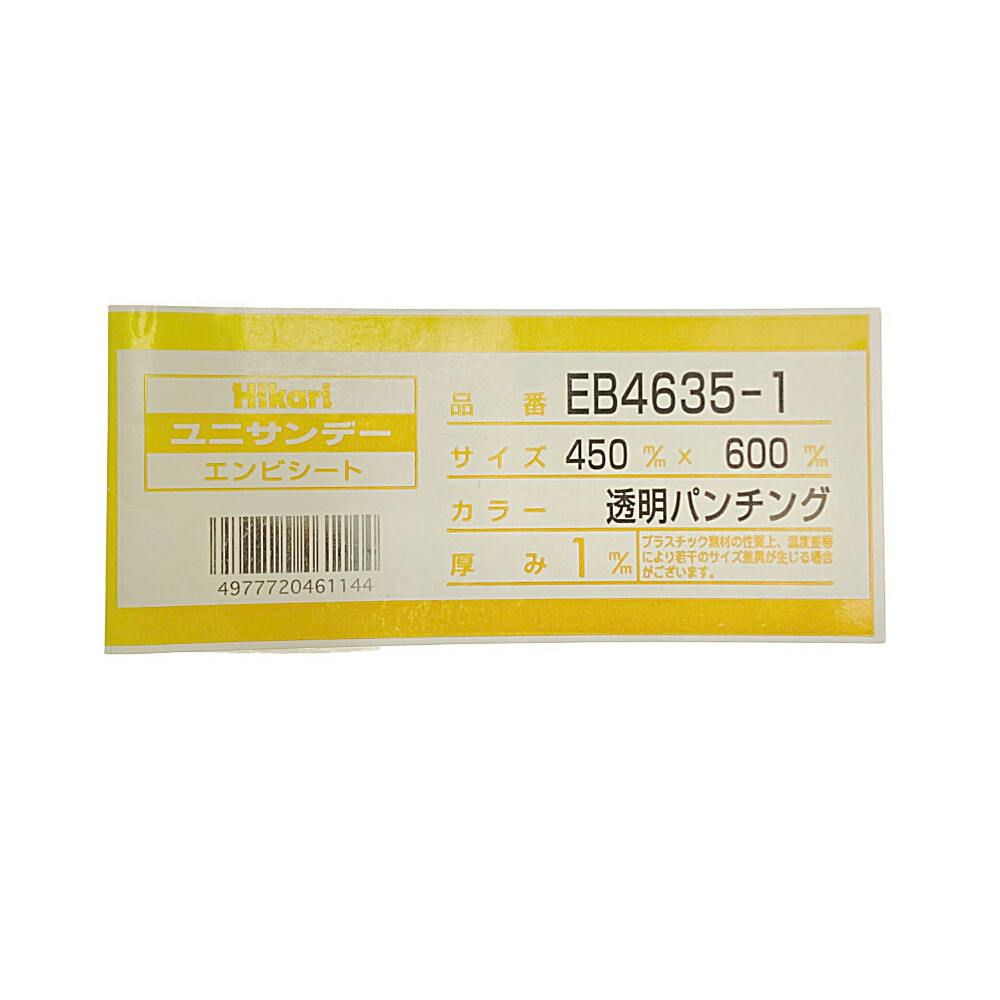 Hikari
ユニサンデー
エンビシート
4977720461144
品番 EB4635-1
サイズ 450 m/m × 600 m/m
カラー 透明パンチング
厚み 1 m/m
プラスチック素材の性質上、温度差等
により若干のサイズ差異が生じる場合
がございます。